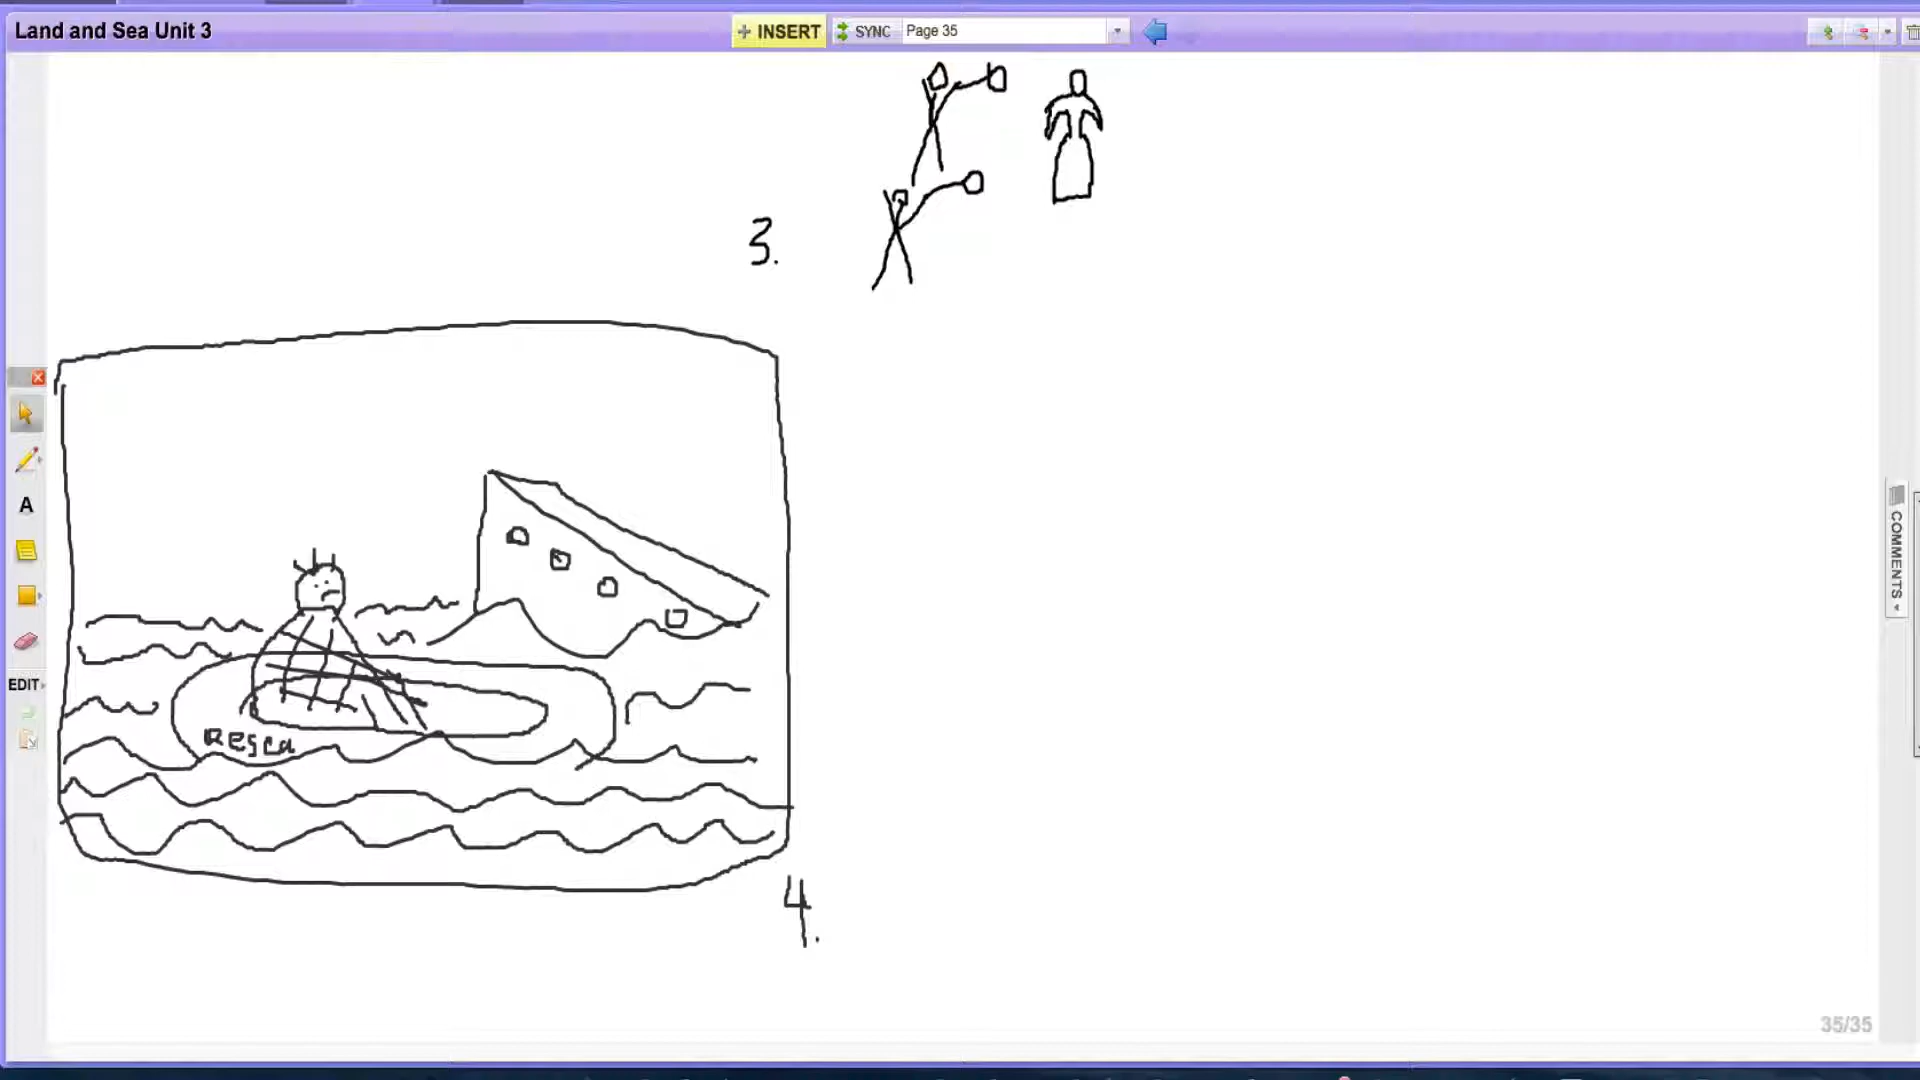 Land and Sea Unit 3
+ INSERT
SYNC
Page 35
3.
A
EDIT
COMMENTS
Resca
4.
35/35